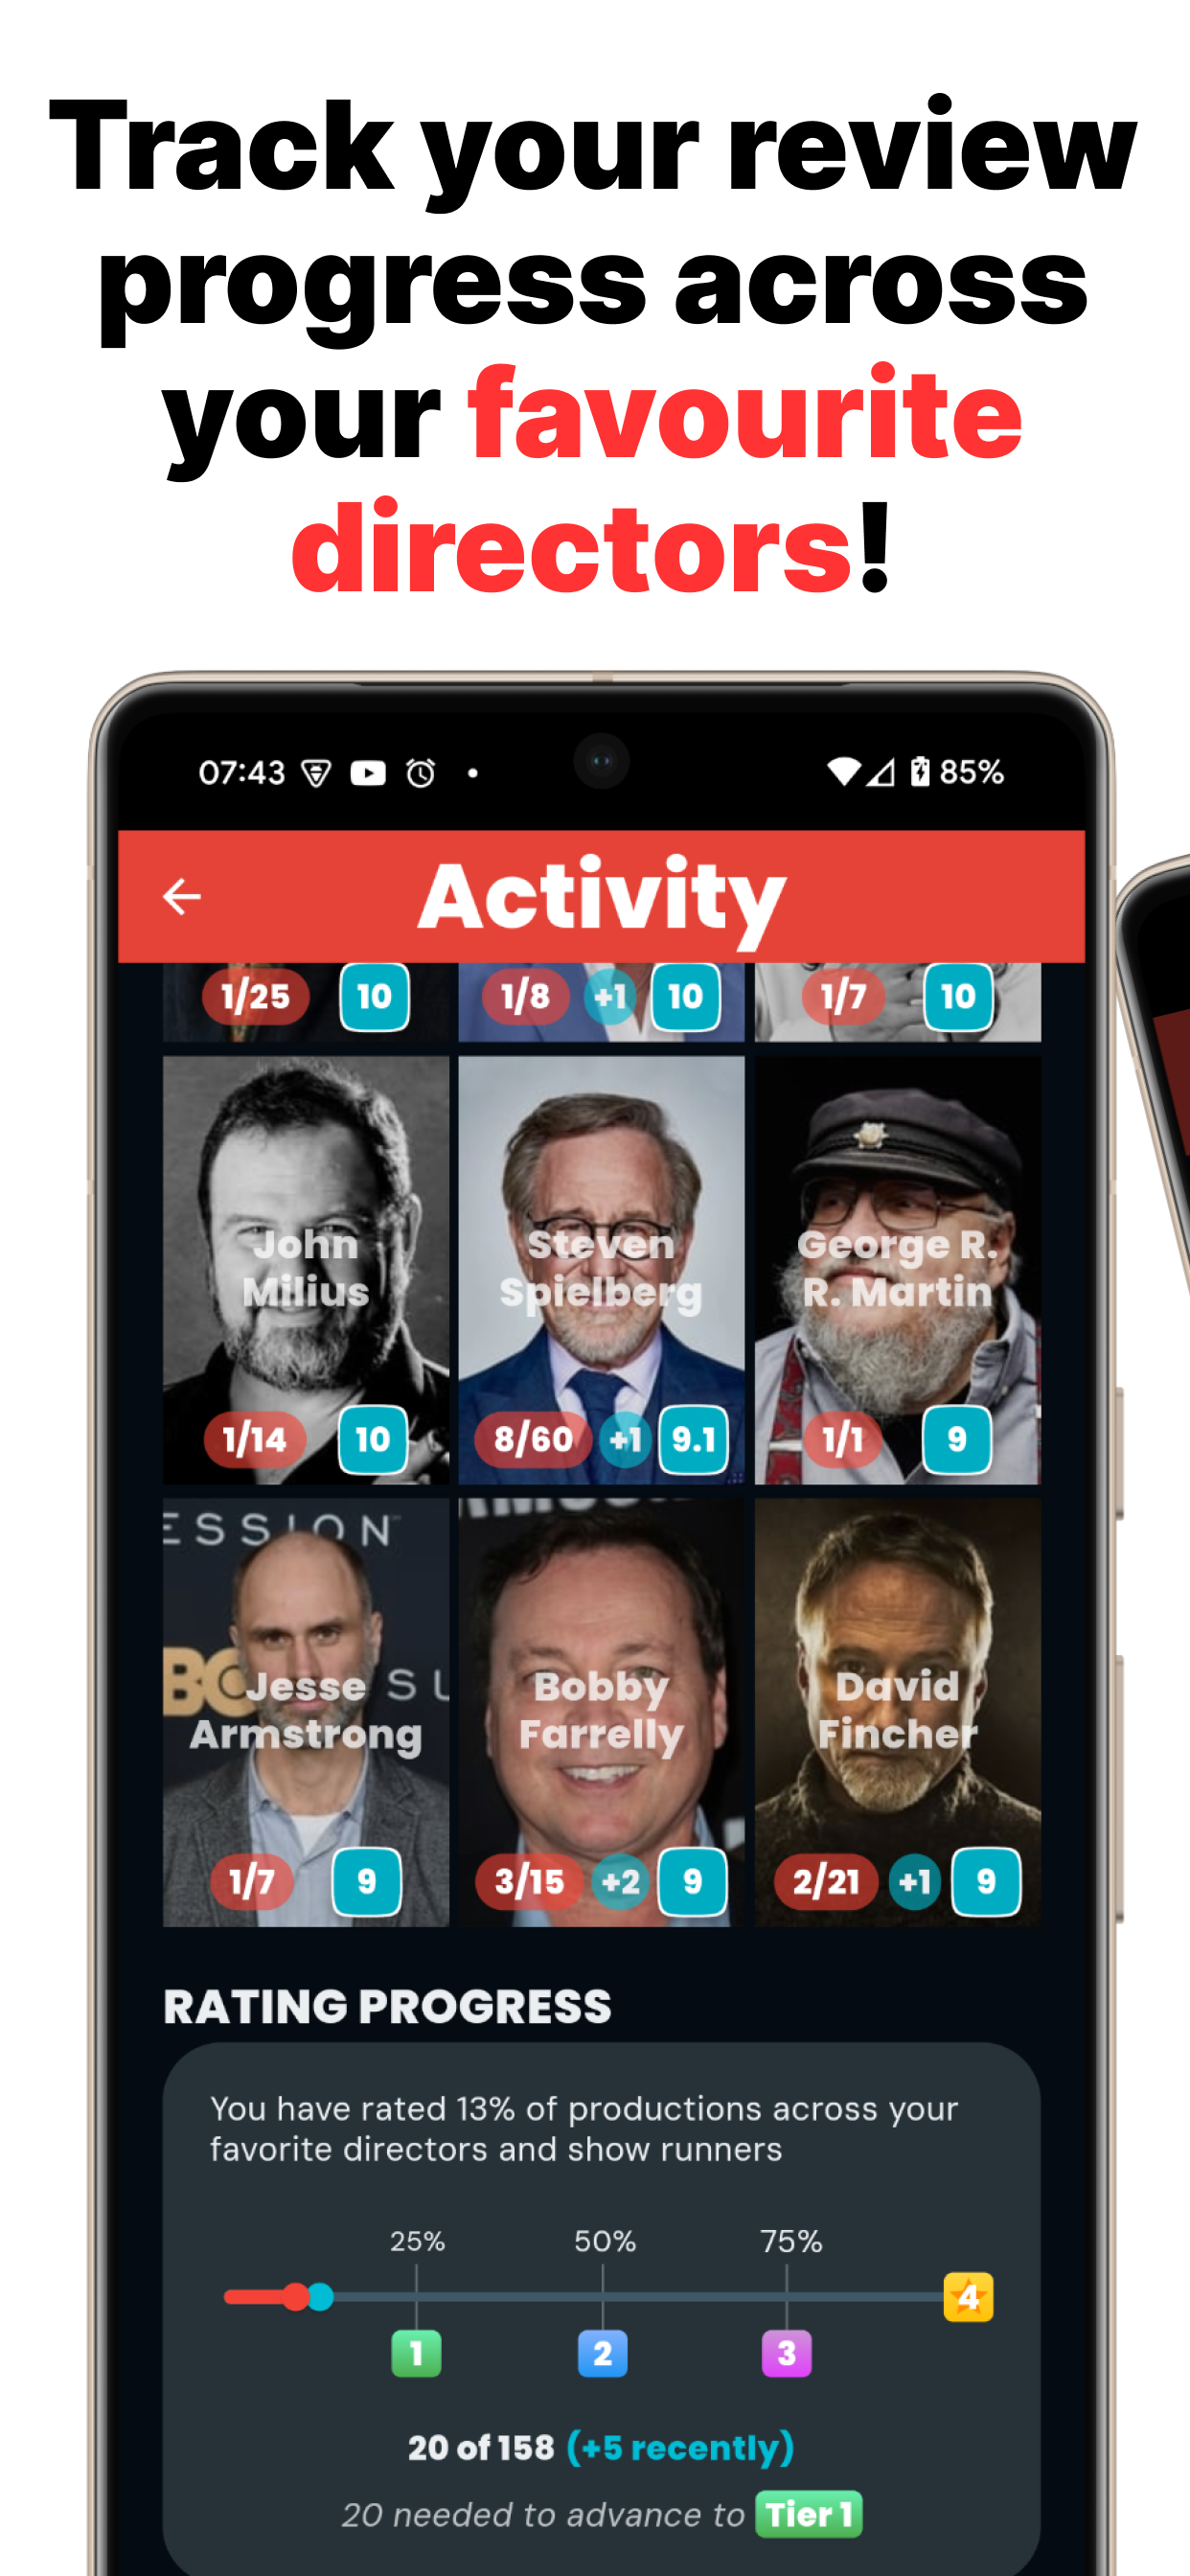 Track your review
progress across
your favourite
directors!
07:43
85%
Activity
1/25 10 1/8 +1 10 1/7 10
John
Milius
1/14 10
Steven
Spielberg
8/60 +1 9.1
George R.
R. Martin
1/1 9
ESSION
BO
SU
Jesse
Armstrong
1/7 9
Bobby
Farrelly
3/15 +2 9
David
Fincher
2/21 +1 9
RATING PROGRESS
You have rated 13% of productions across your
favorite directors and show runners
25% 50% 75%
4
1 2 3
20 of 158 (+5 recently)
20 needed to advance to Tier 1